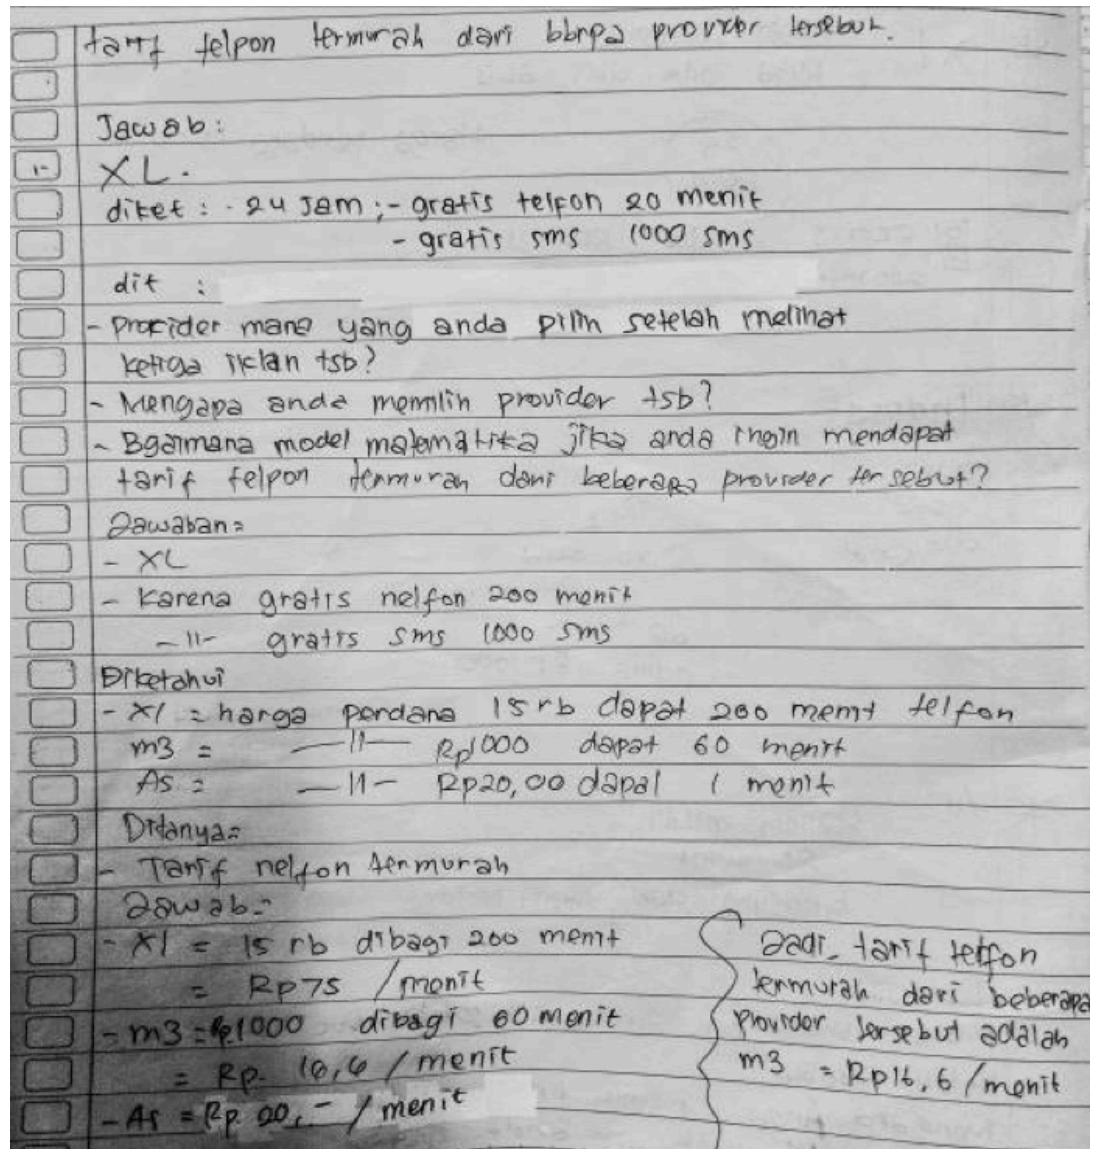 tarif telpon termurah dari bbrpa provider tersebut.
Jawab :
1- XL .
diket : - 24 Jam ; - gratis telfon 20 menit
- gratis sms 1000 sms
dit :
- Procider mana yang anda pilih setelah melihat
ketiga iklan tsb?
- Mengapa anda memilih provider tsb?
- Bgaimana model matematika jika anda ingin mendapat
tarif telpon termurah dari beberapa provider tersebut?
Jawaban =
- XL
- Karena gratis nelfon 200 menit
- 11 - gratis sms 1000 sms
Diketahui
- Xl = harga perdana 15 rb dapat 200 menit telfon
m3 = — 11 — Rp1000 dapat 60 menit
As = — 11 - Rp20,00 dapat 1 menit
Ditanya =
- Tarif nelfon termurah
Jawab =
- Xl = 15 rb dibagi 200 menit
= Rp75 / menit
- m3 = Rp1000 dibagi 60 menit
= Rp. 16,6 / menit
- As = Rp. 20,- / menit
Jadi, tarif telfon
termurah dari beberapa
provider tersebut adalah
m3 = Rp16,6 / menit